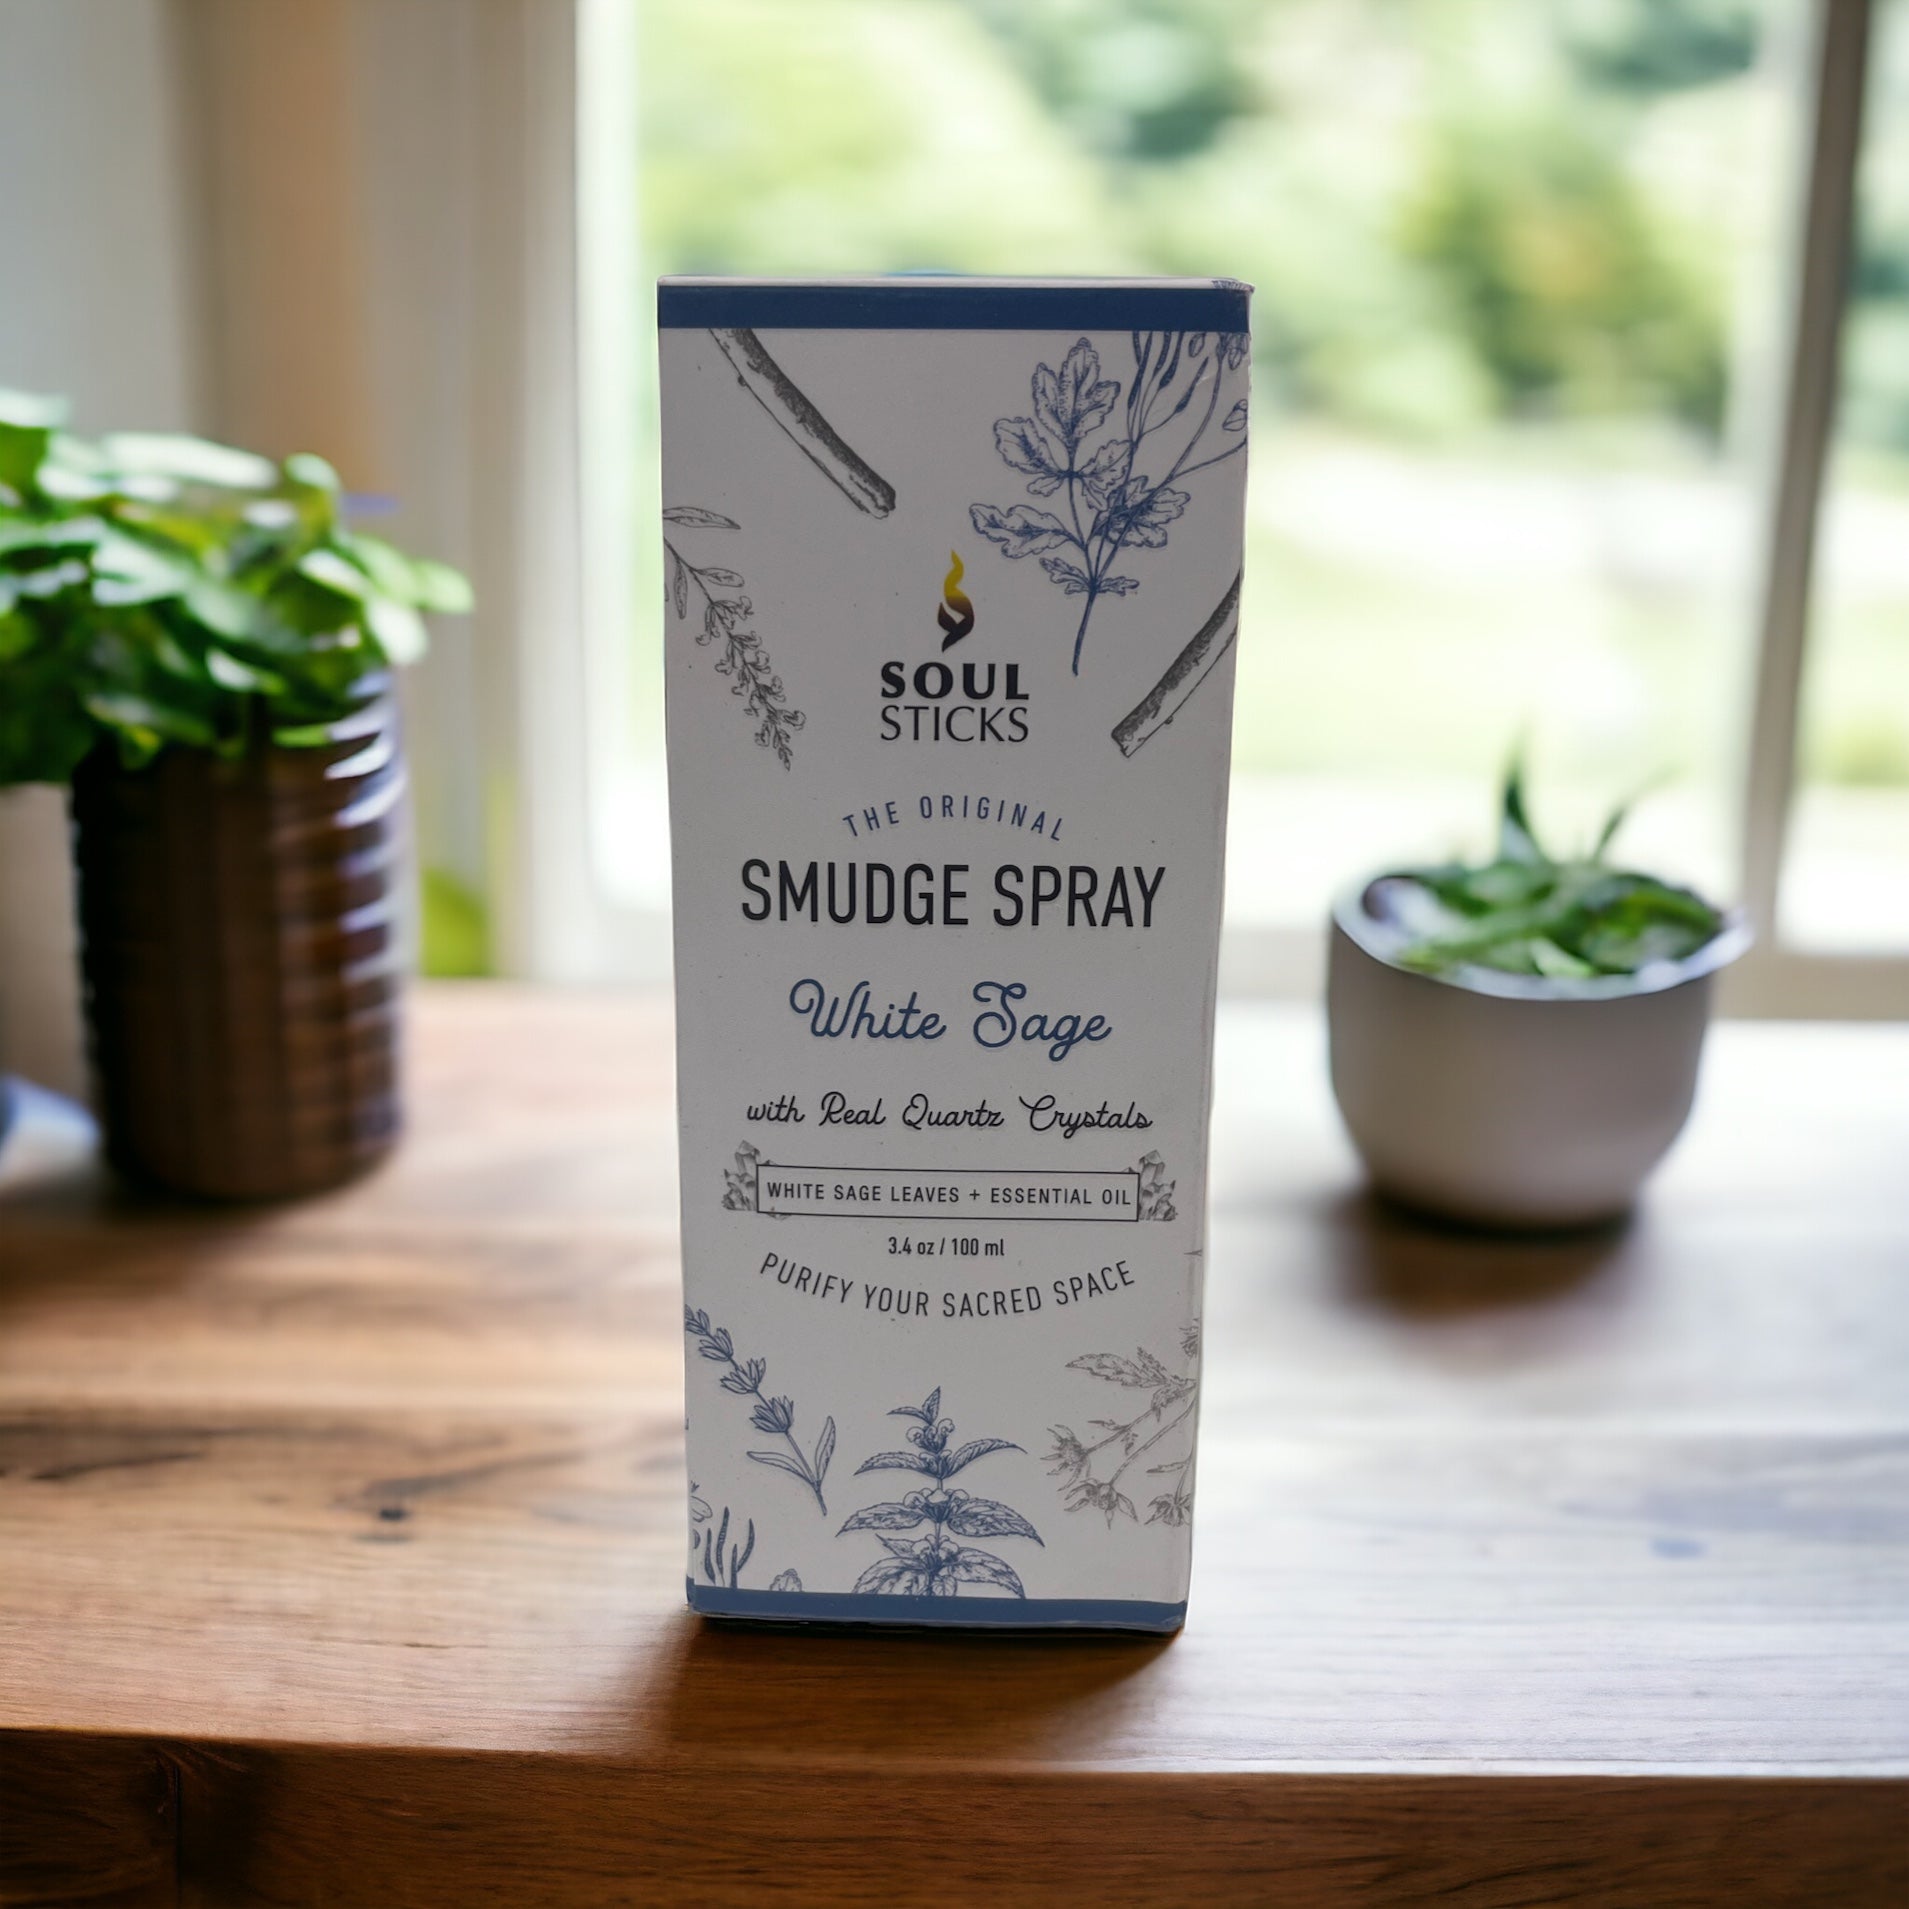 SOUL
STICKS
THE ORIGINAL
SMUDGE SPRAY
White Sage
with Real Quartz Crystals
WHITE SAGE LEAVES + ESSENTIAL OIL
3.4 oz / 100 ml
PURIFY YOUR SACRED SPACE